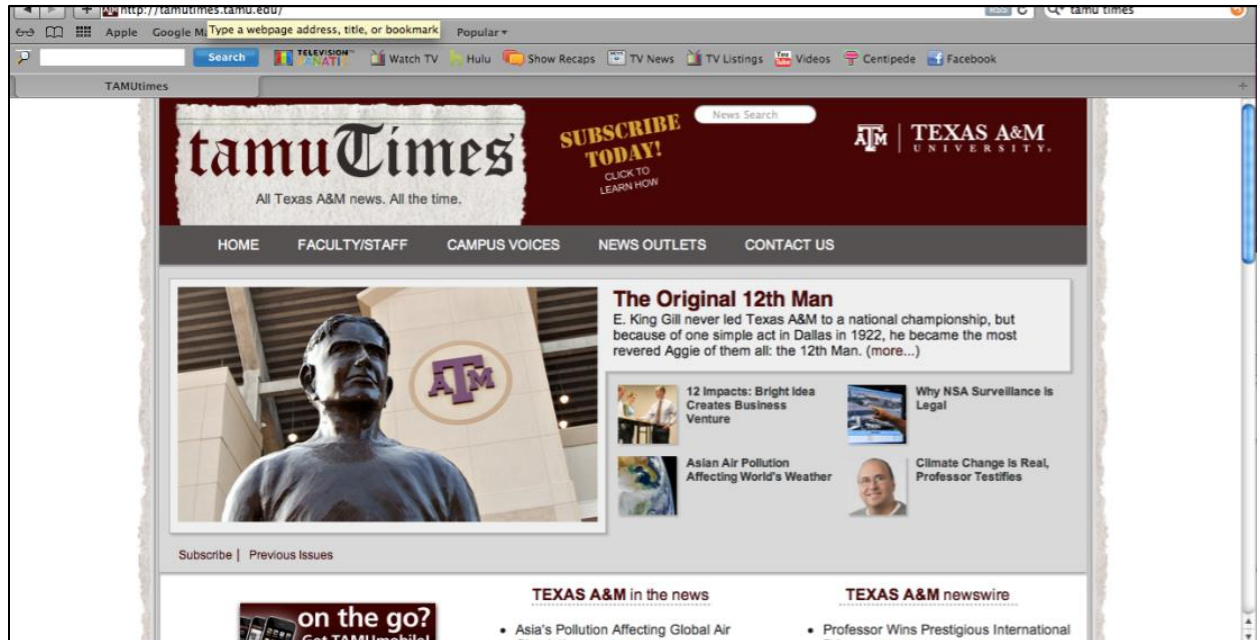 http://tamutimes.tamu.edu/
RSS
tamu times
Apple
Google M
Type a webpage address, title, or bookmark
Popular
Search
TELEVISION
Watch TV
Hulu
Show Recaps
TV News
TV Listings
Videos
Centipede
Facebook
TAMUtimes
tamuTimes
All Texas A&M news. All the time.
SUBSCRIBE
TODAY!
CLICK TO
LEARN HOW
News Search
ATM
TEXAS A&M
UNIVERSITY.
HOME
FACULTY/STAFF
CAMPUS VOICES
NEWS OUTLETS
CONTACT US
ATM
The Original 12th Man
E. King Gill never led Texas A&M to a national championship, but
because of one simple act in Dallas in 1922, he became the most
revered Aggie of them all: the 12th Man. (more...)
12 Impacts: Bright Idea
Creates Business
Venture
Why NSA Surveillance Is
Legal
Asian Air Pollution
Affecting World's Weather
Climate Change Is Real,
Professor Testifies
Subscribe | Previous Issues
on the go?
Get TAMUmobile!
TEXAS A&M in the news
• Asia's Pollution Affecting Global Air
TEXAS A&M newswire
• Professor Wins Prestigious International